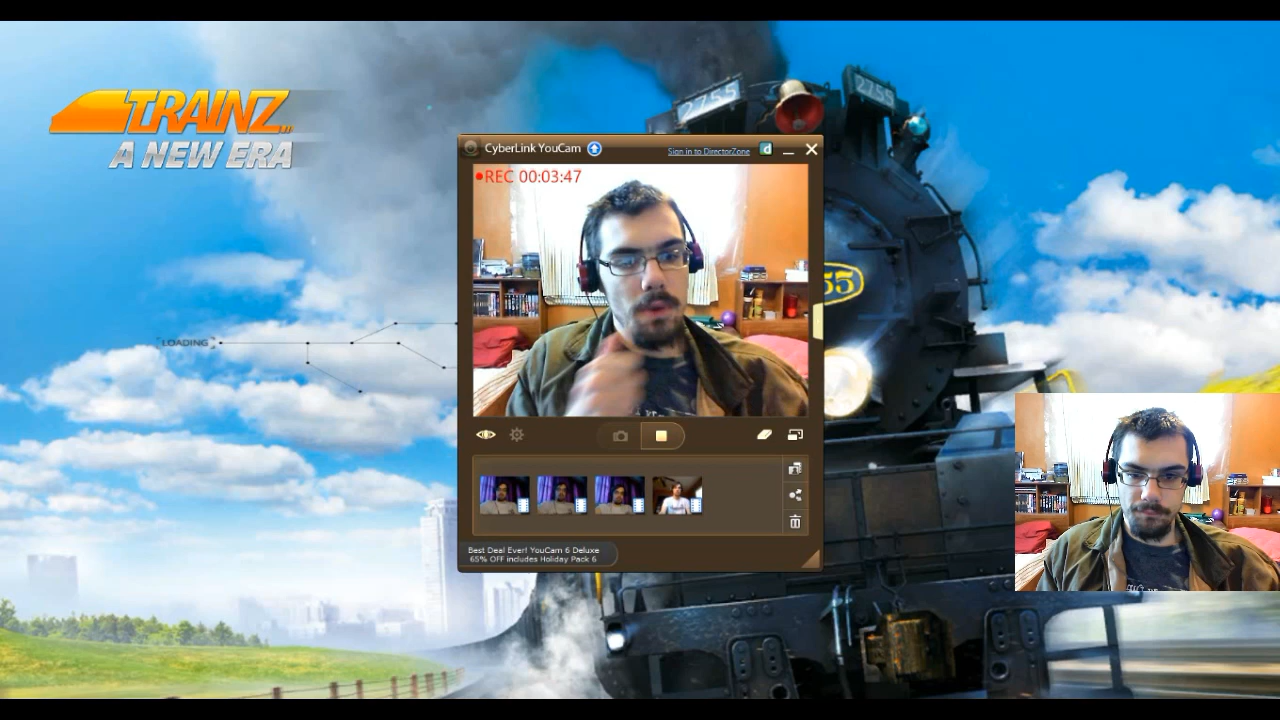 TRAINZ
A NEW ERA
2755
2755
CyberLink YouCam
Sign in to DirectorZone
REC 00:03:47
55
LOADING
Best Deal Ever! YouCam 6 Deluxe
65% OFF includes Holiday Pack 6